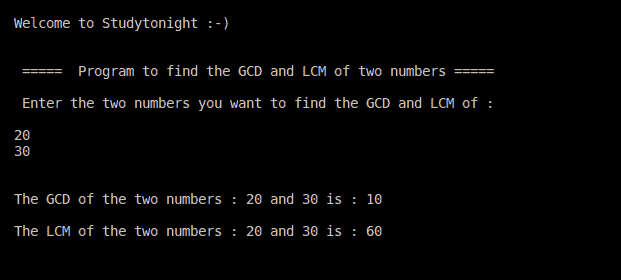 Welcome to Studytonight :-)
===== Program to find the GCD and LCM of two numbers =====
Enter the two numbers you want to find the GCD and LCM of :
20
30
The GCD of the two numbers : 20 and 30 is : 10
The LCM of the two numbers : 20 and 30 is : 60